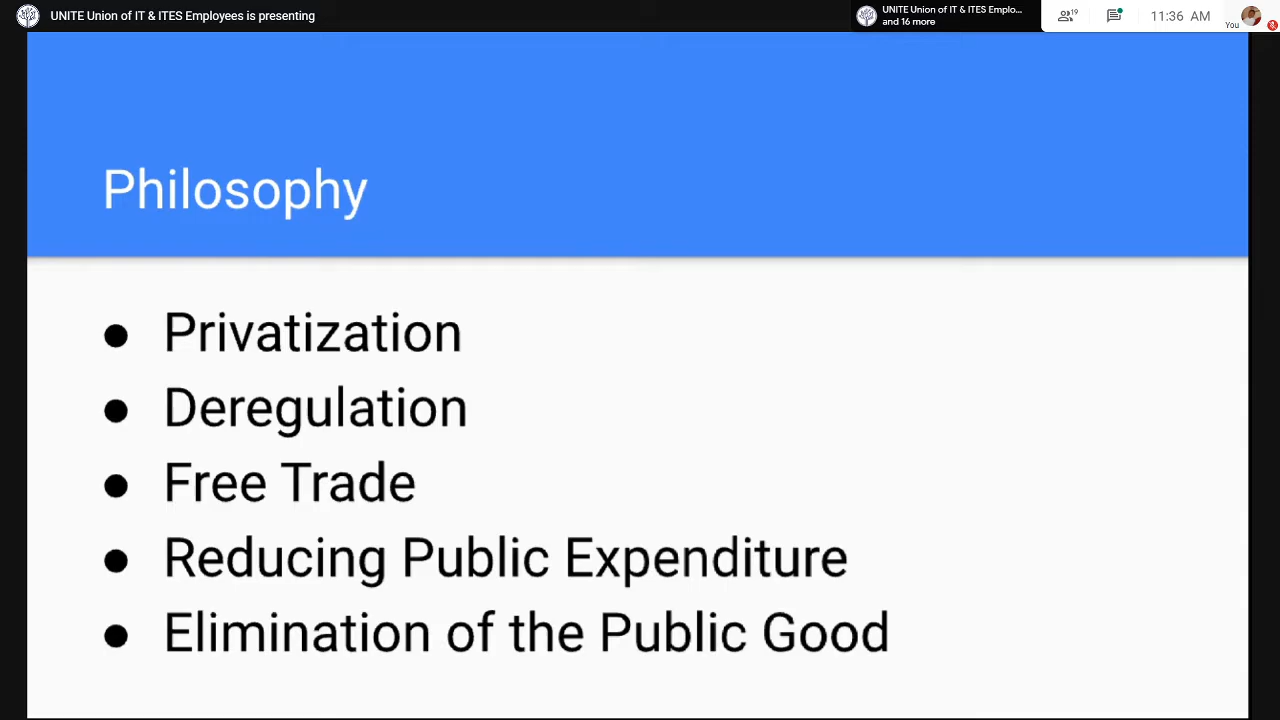 UNITE Union of IT & ITES Employees is presenting
UNITE Union of IT & ITES Emplo...
and 16 more
19
11:36 AM
You
Philosophy
● Privatization
● Deregulation
● Free Trade
● Reducing Public Expenditure
● Elimination of the Public Good